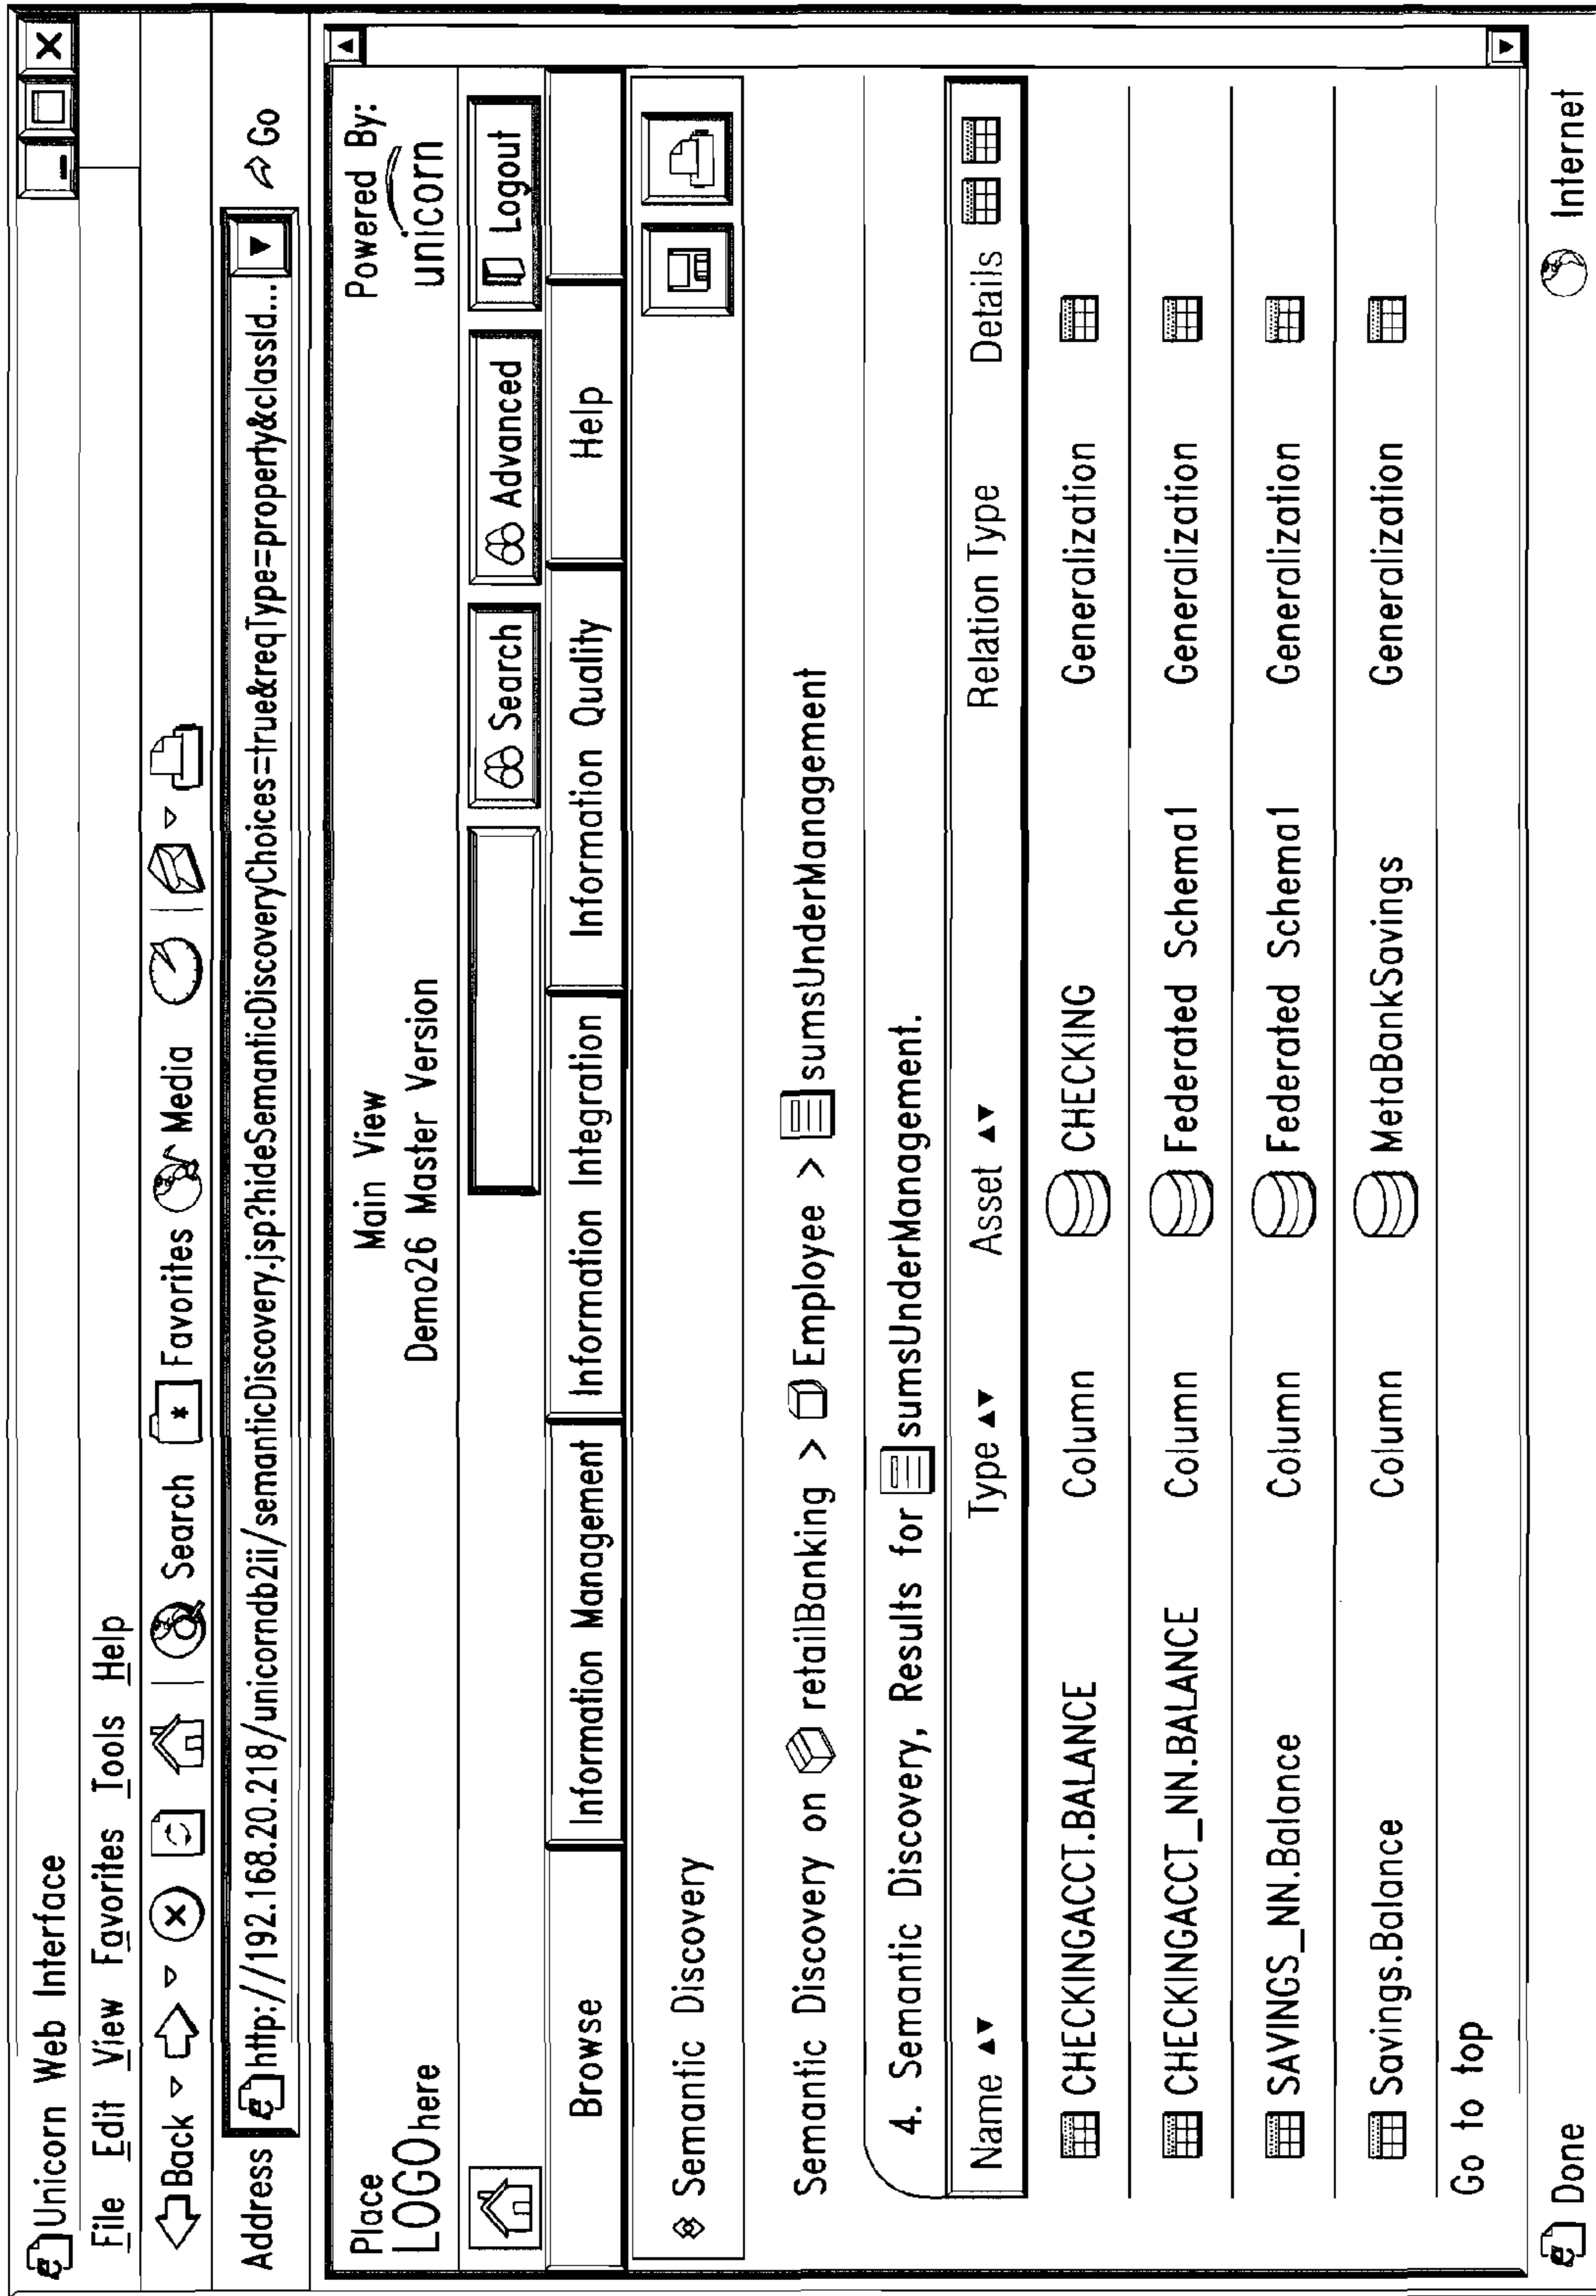 Unicorn Web Interface
File Edit View Favorites Tools Help
Back Search Favorites Media
Address http://192.168.20.218/unicorndb2ii/semanticDiscovery.jsp?hideSemanticDiscoveryChoices=true&reqType=property&classId... Go
Place LOGO here
Main View
Demo26 Master Version
Powered By:
unicorn
Search Advanced Logout
Browse Information Management Information Integration Information Quality Help
Semantic Discovery
Semantic Discovery on retailBanking > Employee > sumsUnderManagement
4. Semantic Discovery, Results for sumsUnderManagement.
Name Type Asset Relation Type Details
CHECKINGACCT.BALANCE Column CHECKING Generalization
CHECKINGACCT_NN.BALANCE Column Federated Schema1 Generalization
SAVINGS_NN.Balance Column Federated Schema1 Generalization
Savings.Balance Column MetaBankSavings Generalization
Go to top
Done Internet